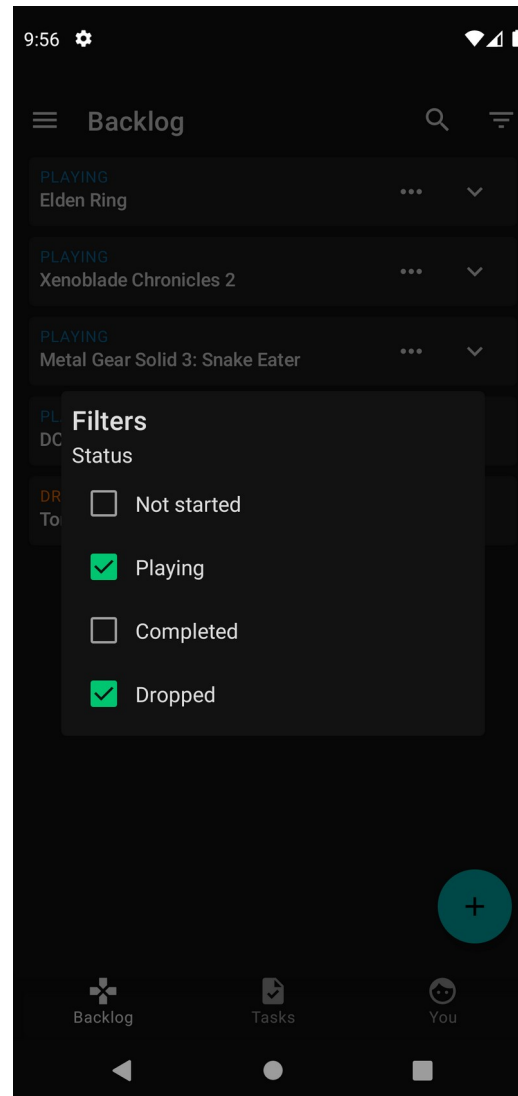 9:56
Backlog
PLAYING
Elden Ring
PLAYING
Xenoblade Chronicles 2
PLAYING
Metal Gear Solid 3: Snake Eater
Filters
Status
Not started
Playing
Completed
Dropped
Backlog
Tasks
You